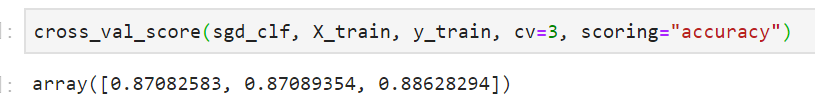 ]: cross_val_score(sgd_clf, X_train, y_train, cv=3, scoring="accuracy")
]: array([0.87082583, 0.87089354, 0.88628294])